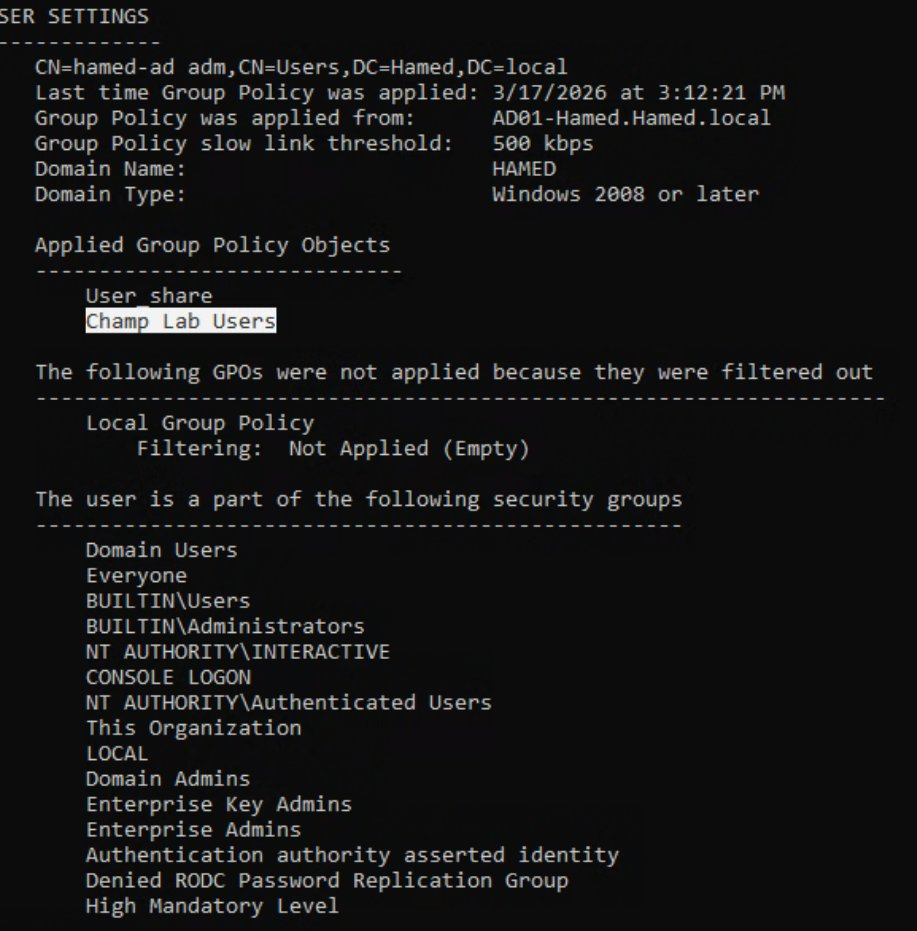 SER SETTINGS
-------------
CN=hamed-ad adm,CN=Users,DC=Hamed,DC=local
Last time Group Policy was applied: 3/17/2026 at 3:12:21 PM
Group Policy was applied from:      AD01-Hamed.Hamed.local
Group Policy slow link threshold:   500 kbps
Domain Name:                        HAMED
Domain Type:                        Windows 2008 or later
Applied Group Policy Objects
-----------------------------
User_share
Champ Lab Users
The following GPOs were not applied because they were filtered out
-------------------------------------------------------------------
Local Group Policy
Filtering:  Not Applied (Empty)
The user is a part of the following security groups
---------------------------------------------------
Domain Users
Everyone
BUILTIN\Users
BUILTIN\Administrators
NT AUTHORITY\INTERACTIVE
CONSOLE LOGON
NT AUTHORITY\Authenticated Users
This Organization
LOCAL
Domain Admins
Enterprise Key Admins
Enterprise Admins
Authentication authority asserted identity
Denied RODC Password Replication Group
High Mandatory Level